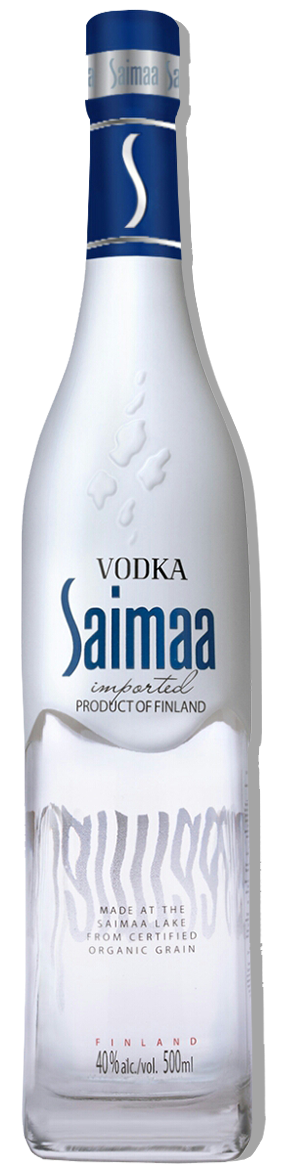 Saimaa
S
VODKA
Saimaa
imported
PRODUCT OF FINLAND
MADE AT THE
SAIMAA LAKE
FROM CERTIFIED
ORGANIC GRAIN
FINLAND
40%alc./vol. 500ml